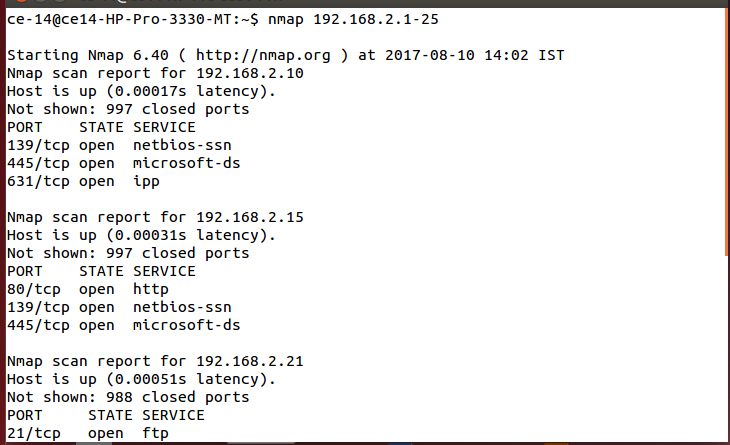 ce-14@ce14-HP-Pro-3330-MT:~$ nmap 192.168.2.1-25
Starting Nmap 6.40 ( http://nmap.org ) at 2017-08-10 14:02 IST
Nmap scan report for 192.168.2.10
Host is up (0.00017s latency).
Not shown: 997 closed ports
PORT    STATE SERVICE
139/tcp open  netbios-ssn
445/tcp open  microsoft-ds
631/tcp open  ipp
Nmap scan report for 192.168.2.15
Host is up (0.00031s latency).
Not shown: 997 closed ports
PORT    STATE SERVICE
80/tcp  open  http
139/tcp open  netbios-ssn
445/tcp open  microsoft-ds
Nmap scan report for 192.168.2.21
Host is up (0.00051s latency).
Not shown: 988 closed ports
PORT     STATE SERVICE
21/tcp   open  ftp